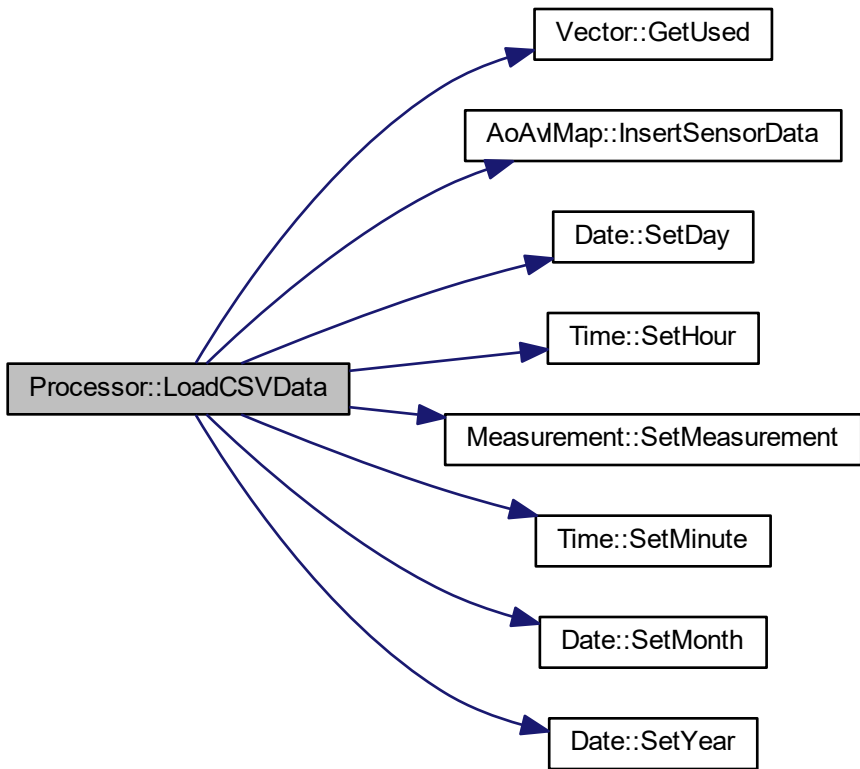 Vector::GetUsed
AoAvlMap::InsertSensorData
Date::SetDay
Time::SetHour
Processor::LoadCSVData
Measurement::SetMeasurement
Time::SetMinute
Date::SetMonth
Date::SetYear